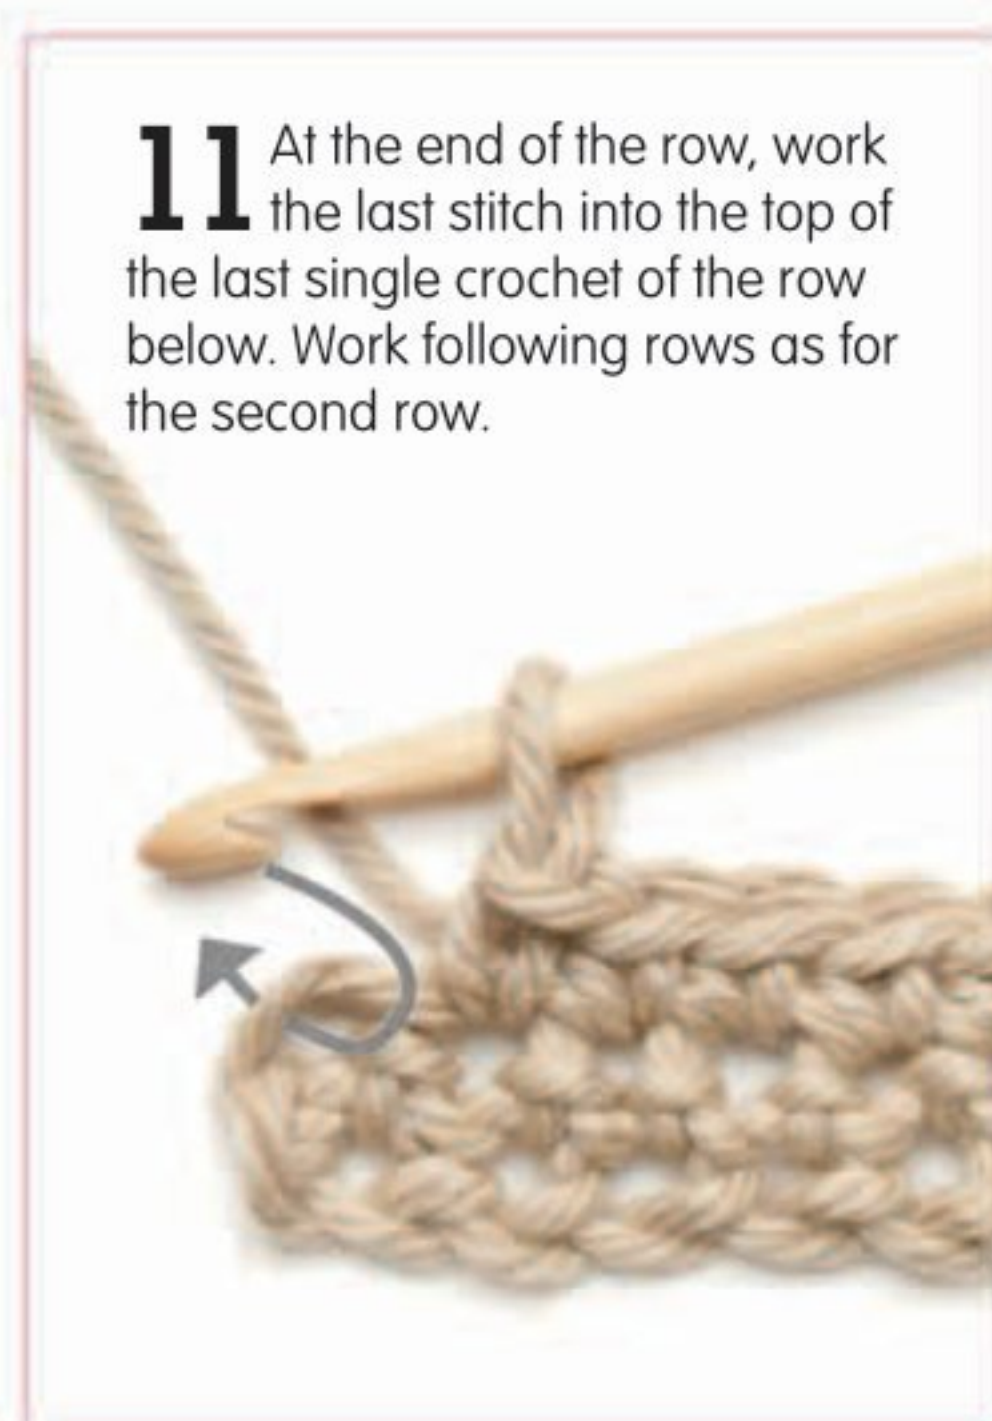 11 At the end of the row, work
the last stitch into the top of
the last single crochet of the row
below. Work following rows as for
the second row.